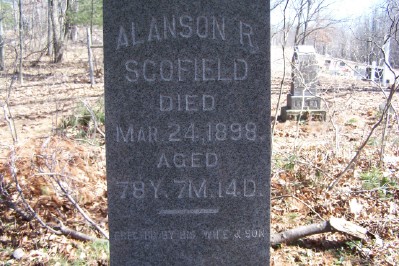 ALANSON R.
SCOFIELD
DIED
MAR. 24. 1898.
AGED
78Y. 7M. 14D.
ERECTED BY HIS WIFE & SON